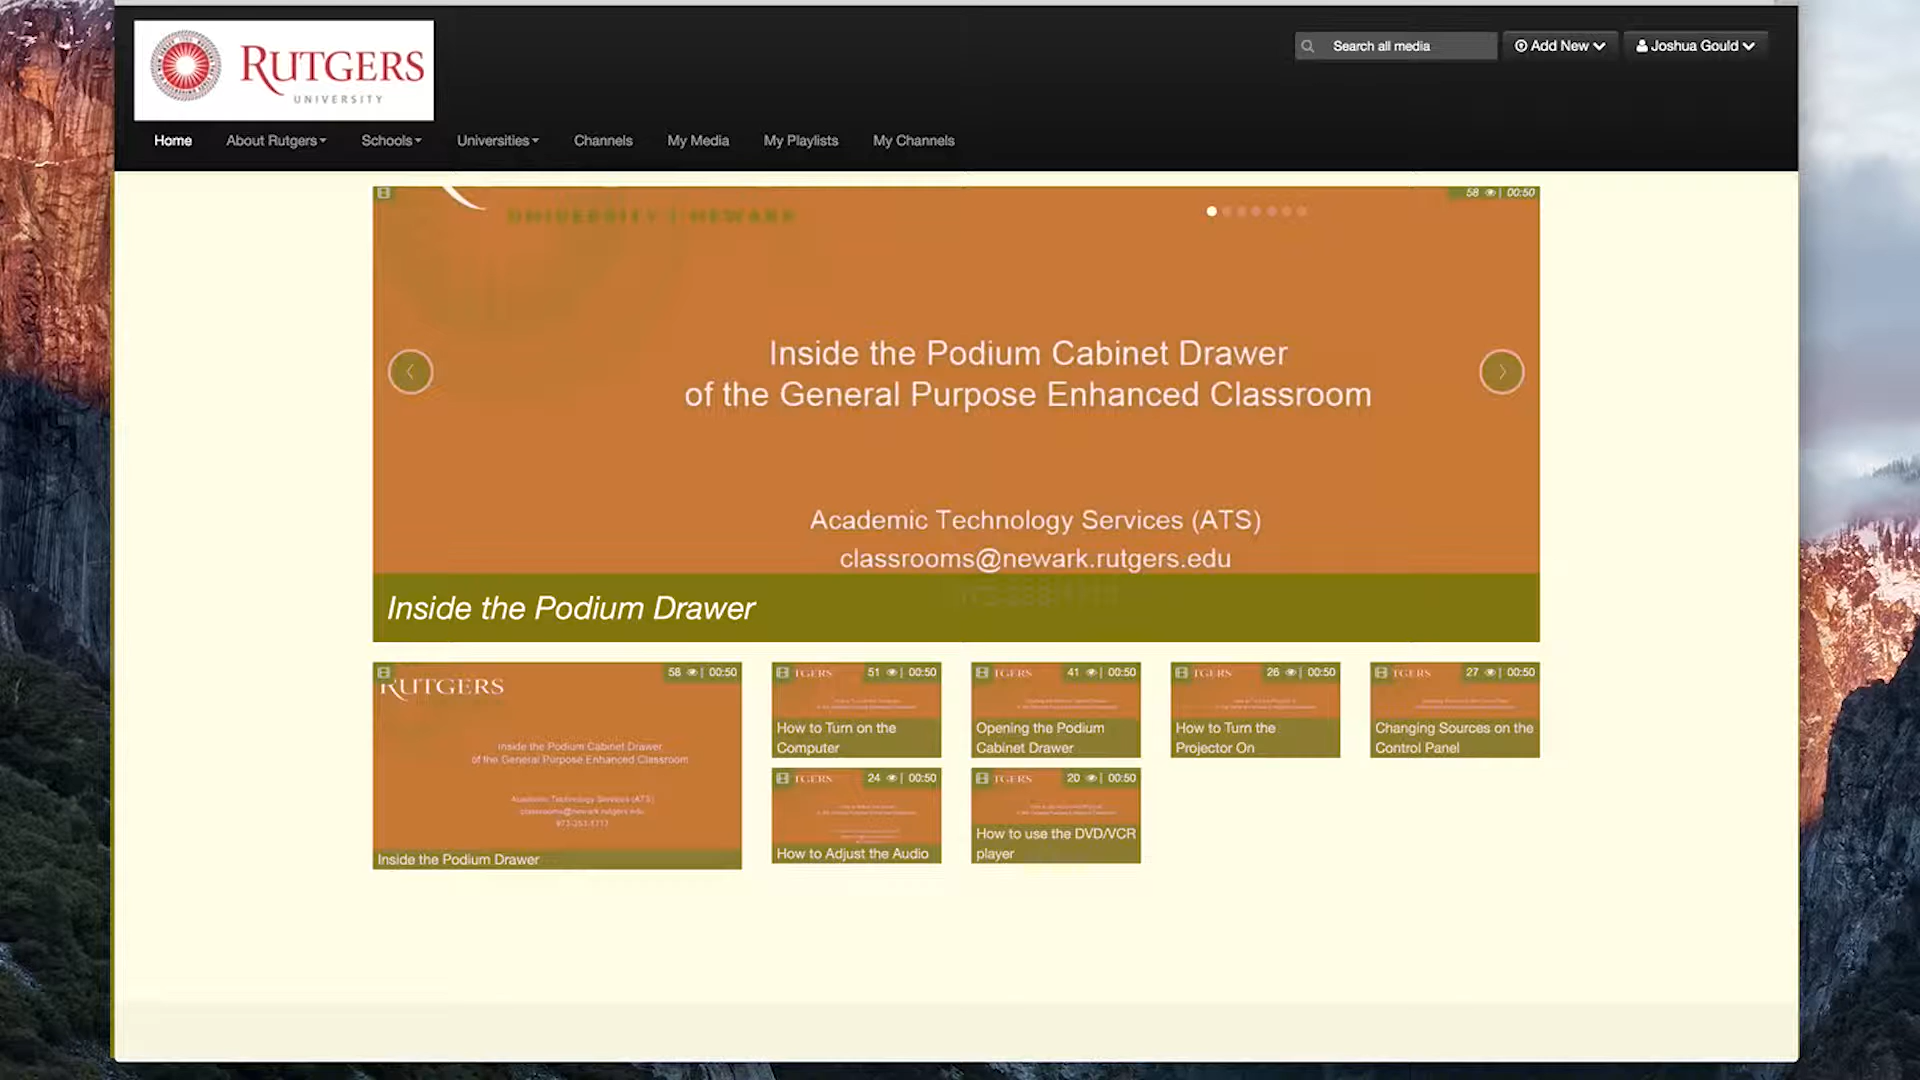 RUTGERS
UNIVERSITY
Search all media
Add New
Joshua Gould
Home
About Rutgers
Schools
Universities
Channels
My Media
My Playlists
My Channels
58 | 00:50
UNIVERSITY | NEWARK
Inside the Podium Cabinet Drawer
of the General Purpose Enhanced Classroom
Academic Technology Services (ATS)
classrooms@newark.rutgers.edu
Inside the Podium Drawer
58 | 00:50
RUTGERS
Inside the Podium Cabinet Drawer
of the General Purpose Enhanced Classroom
Academic Technology Services (ATS)
classrooms@newark.rutgers.edu
Inside the Podium Drawer
TGERS 51 | 00:50
How to Turn on the
Computer
TGERS 41 | 00:50
Opening the Podium
Cabinet Drawer
TGERS 26 | 00:50
How to Turn the
Projector On
TGERS 27 | 00:50
Changing Sources on the
Control Panel
TGERS 24 | 00:50
How to Adjust the Audio
TGERS 20 | 00:50
How to use the DVD/VCR
player